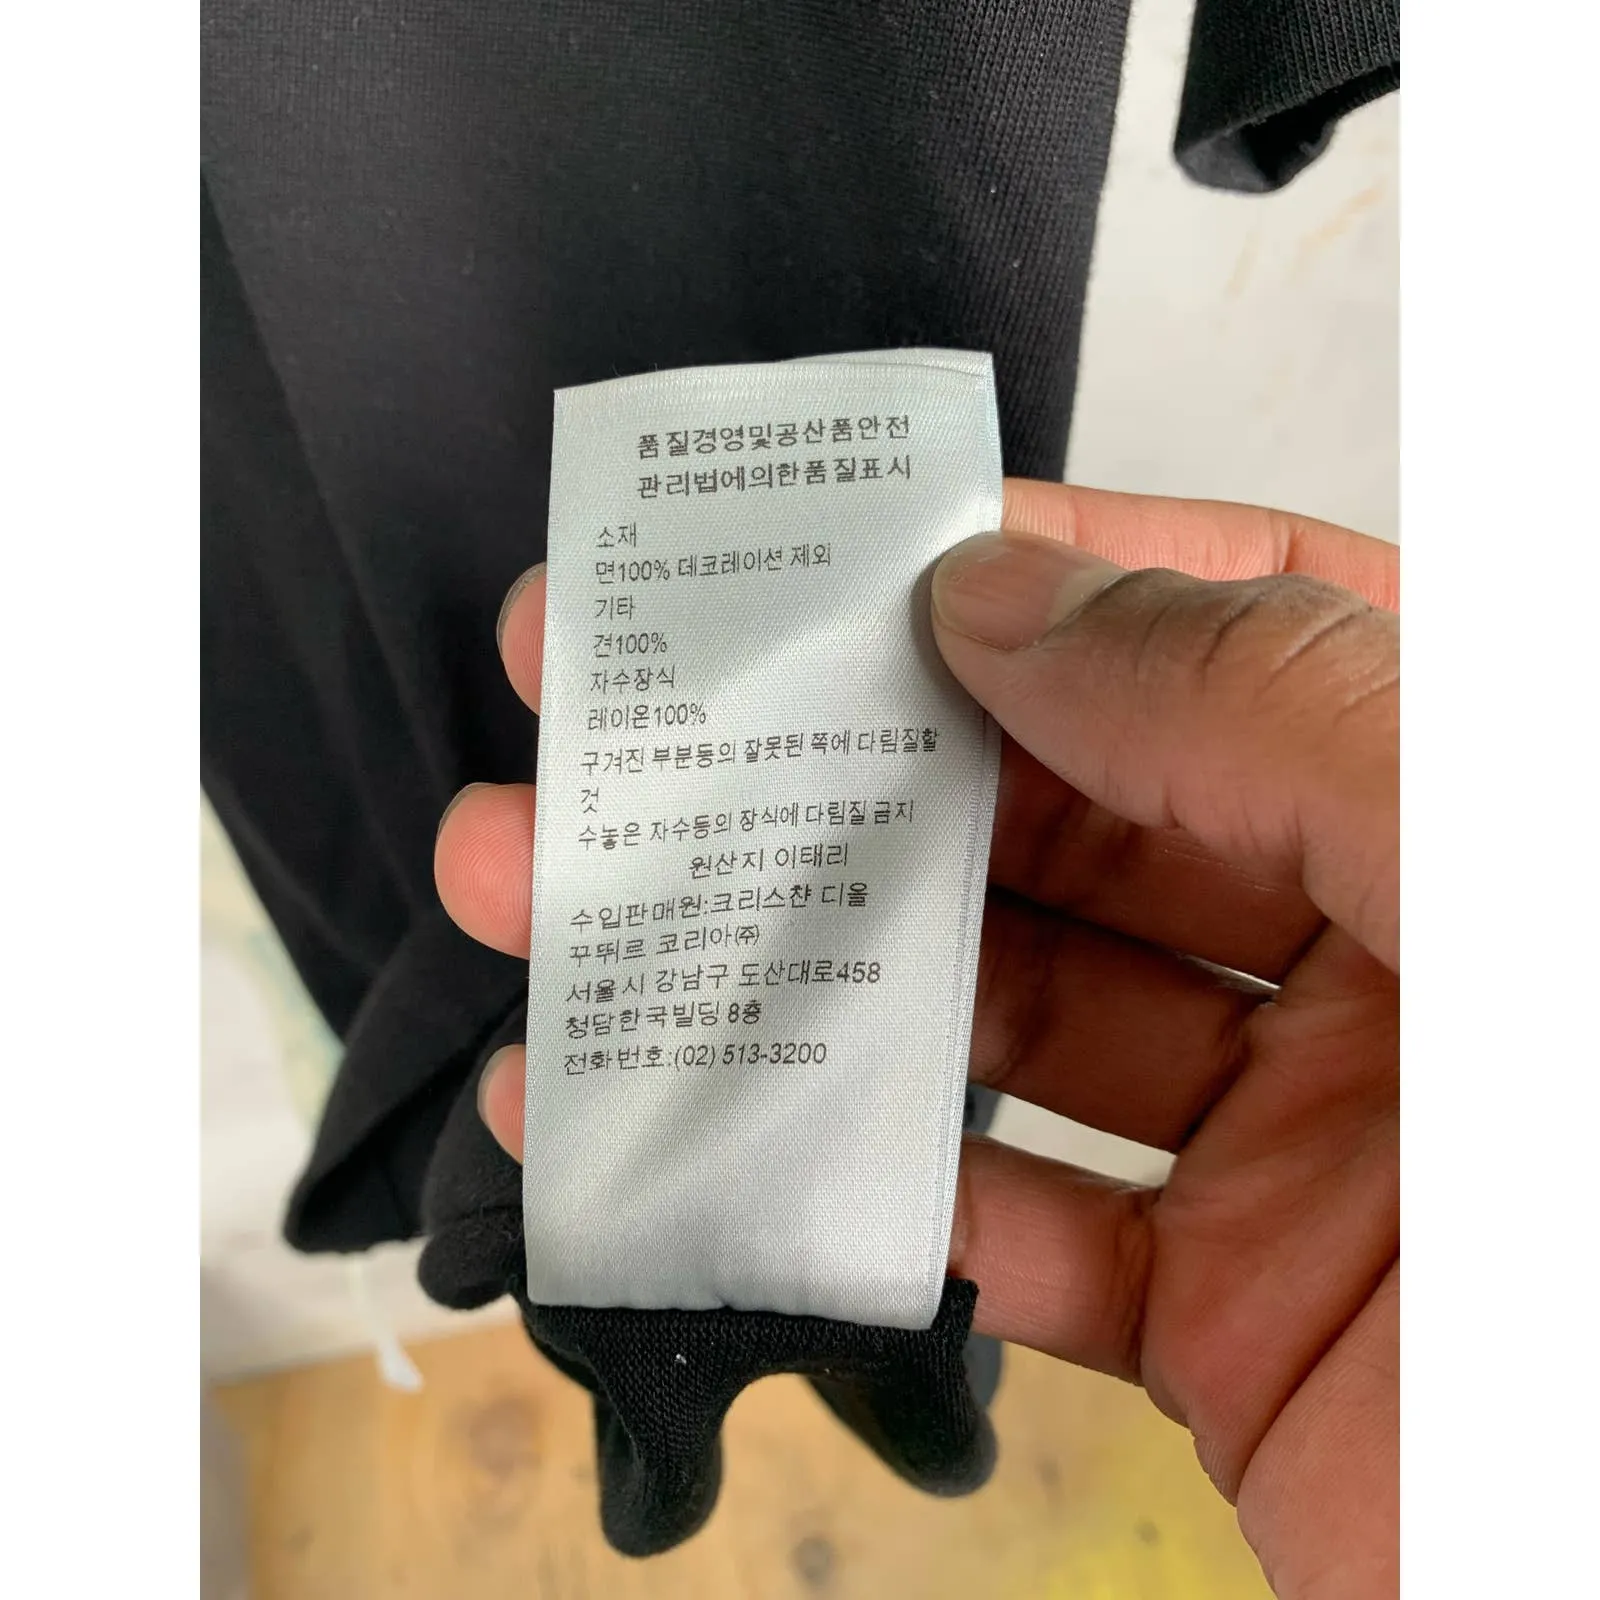 품질경영및공산품안전
관리법에의한품질표시
소재
면100% 데코레이션 제외
기타
견100%
자수장식
레이온100%
구겨진 부분등의 잘못된 쪽에 다림질할
것
수놓은 자수등의 장식에 다림질 금지
원산지 이태리
수입판매원:크리스챤 디올
꾸뛰르 코리아㈜
서울시 강남구 도산대로458
청담한국빌딩 8층
전화번호:(02) 513-3200